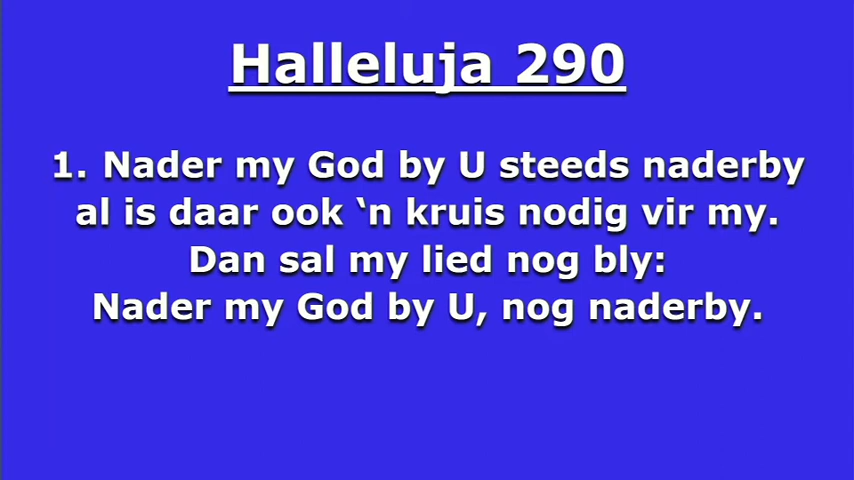 Halleluja 290
1. Nader my God by U steeds naderby
al is daar ook ‘n kruis nodig vir my.
Dan sal my lied nog bly:
Nader my God by U, nog naderby.